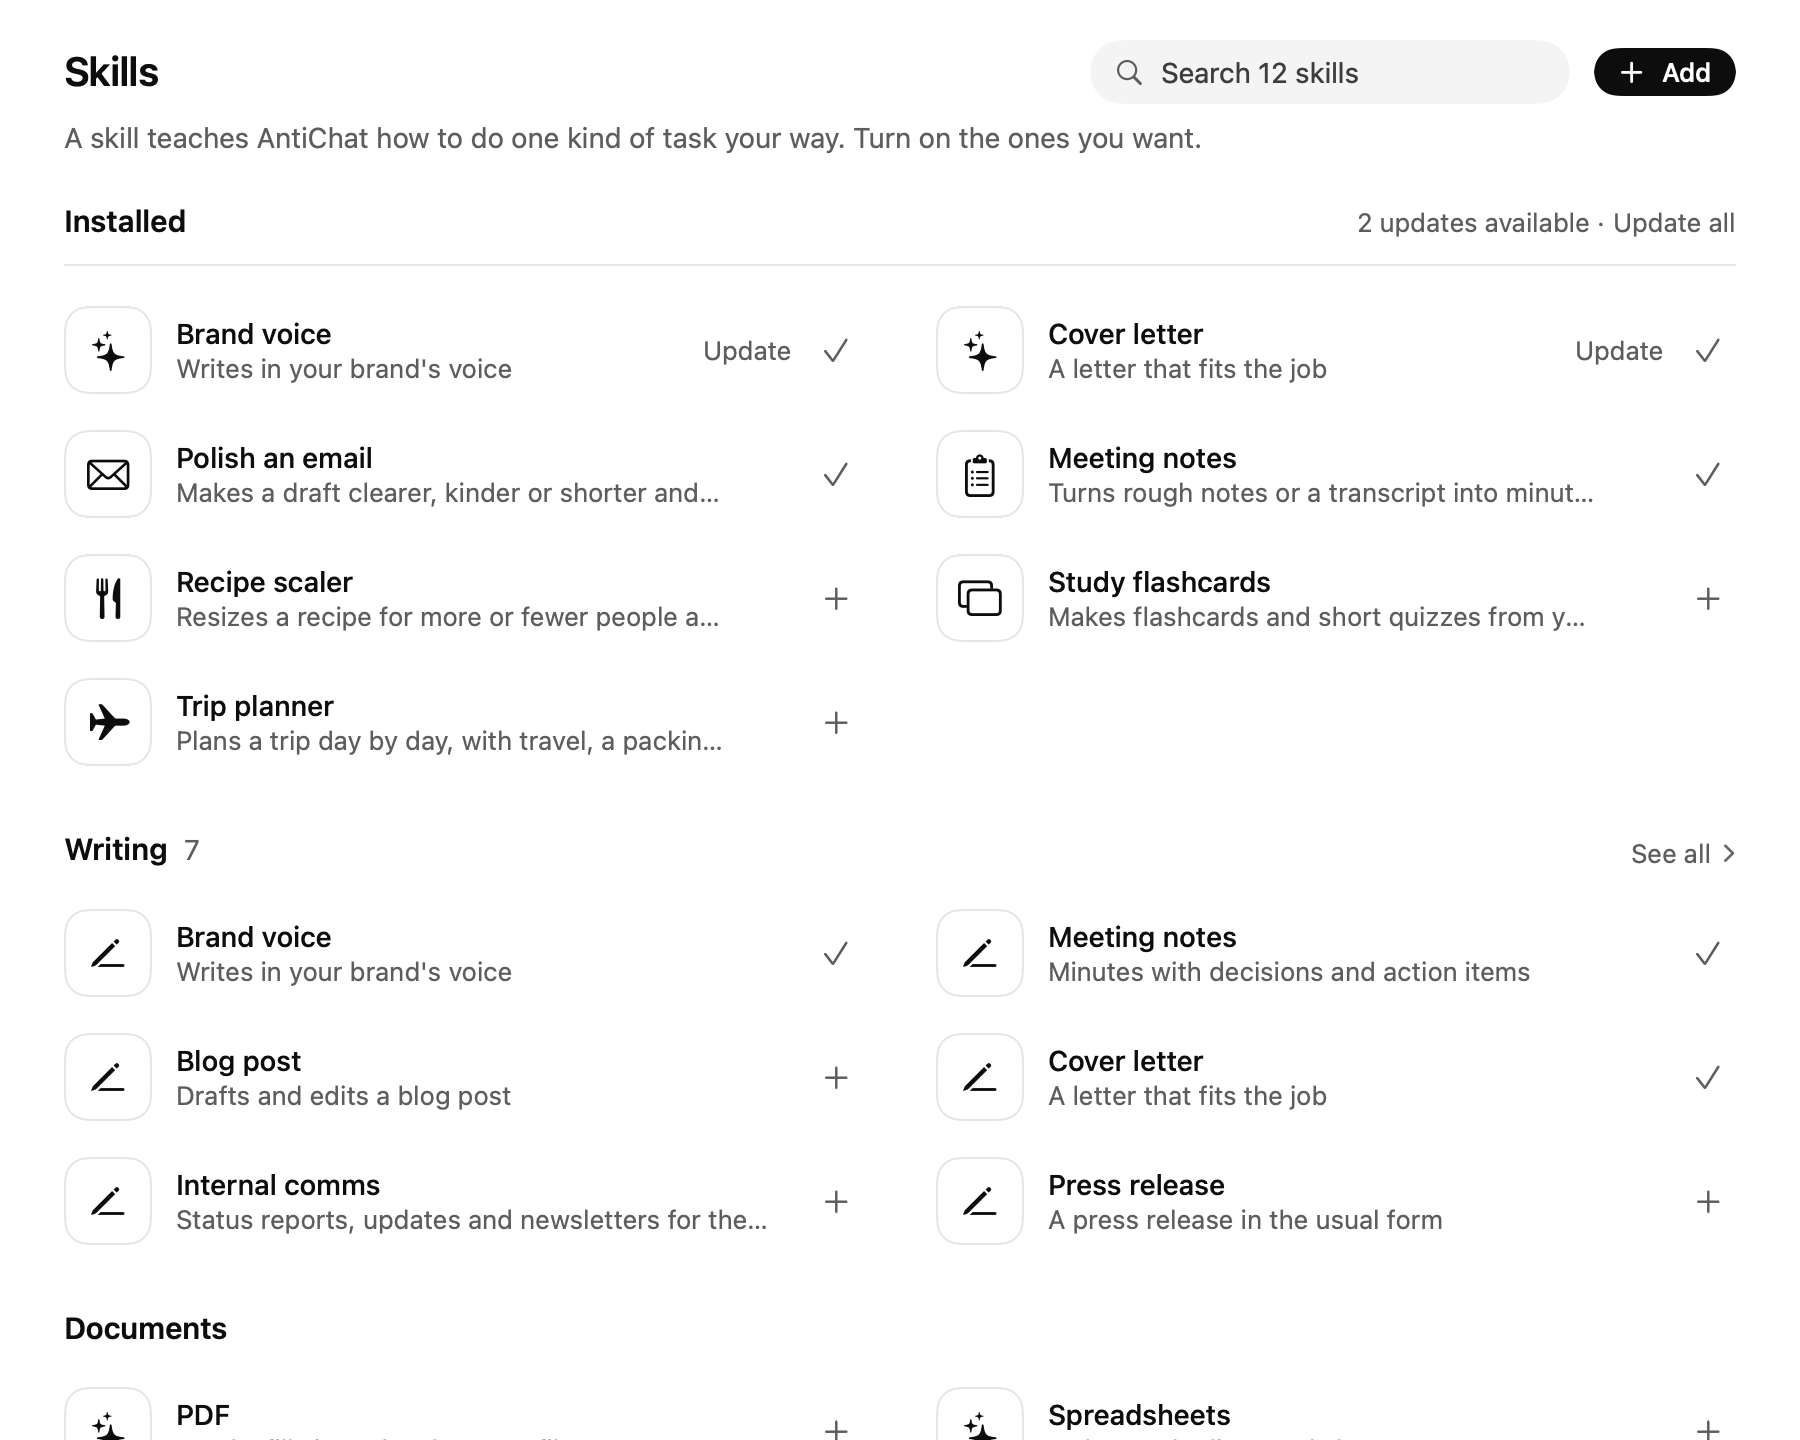 Skills
Search 12 skills
Add
A skill teaches AntiChat how to do one kind of task your way. Turn on the ones you want.
Installed
2 updates available · Update all
Brand voice
Writes in your brand's voice
Update
Cover letter
A letter that fits the job
Update
Polish an email
Makes a draft clearer, kinder or shorter and...
Meeting notes
Turns rough notes or a transcript into minut...
Recipe scaler
Resizes a recipe for more or fewer people a...
Study flashcards
Makes flashcards and short quizzes from y...
Trip planner
Plans a trip day by day, with travel, a packin...
Writing 7
See all
Brand voice
Writes in your brand's voice
Meeting notes
Minutes with decisions and action items
Blog post
Drafts and edits a blog post
Cover letter
A letter that fits the job
Internal comms
Status reports, updates and newsletters for the...
Press release
A press release in the usual form
Documents
PDF
Spreadsheets